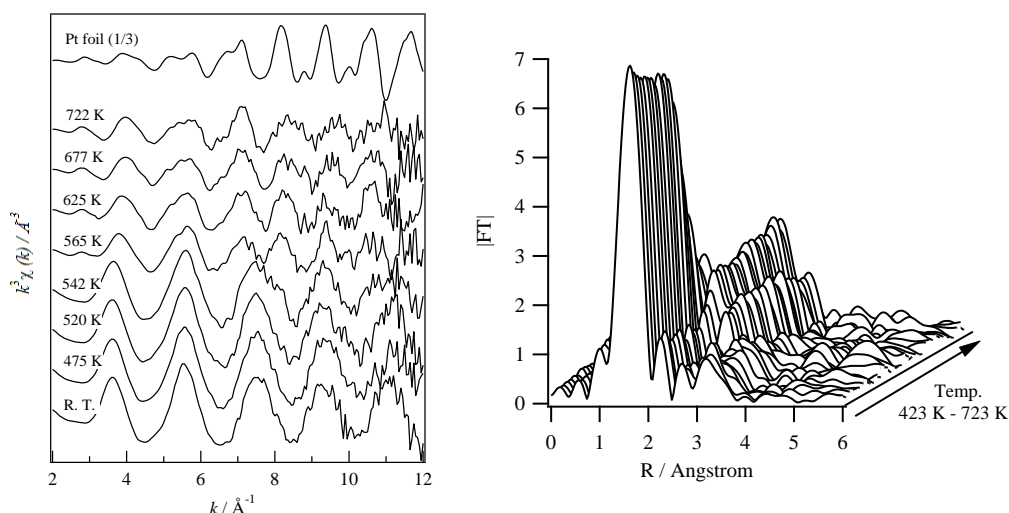 k³χ (k) / Å⁻³
Pt foil (1/3)
722 K
677 K
625 K
565 K
542 K
520 K
475 K
R. T.
2 4 6 8 10 12
k / Å⁻¹
|FT|
7
6
5
4
3
2
1
0
0 1 2 3 4 5 6
R / Angstrom
Temp.
423 K - 723 K